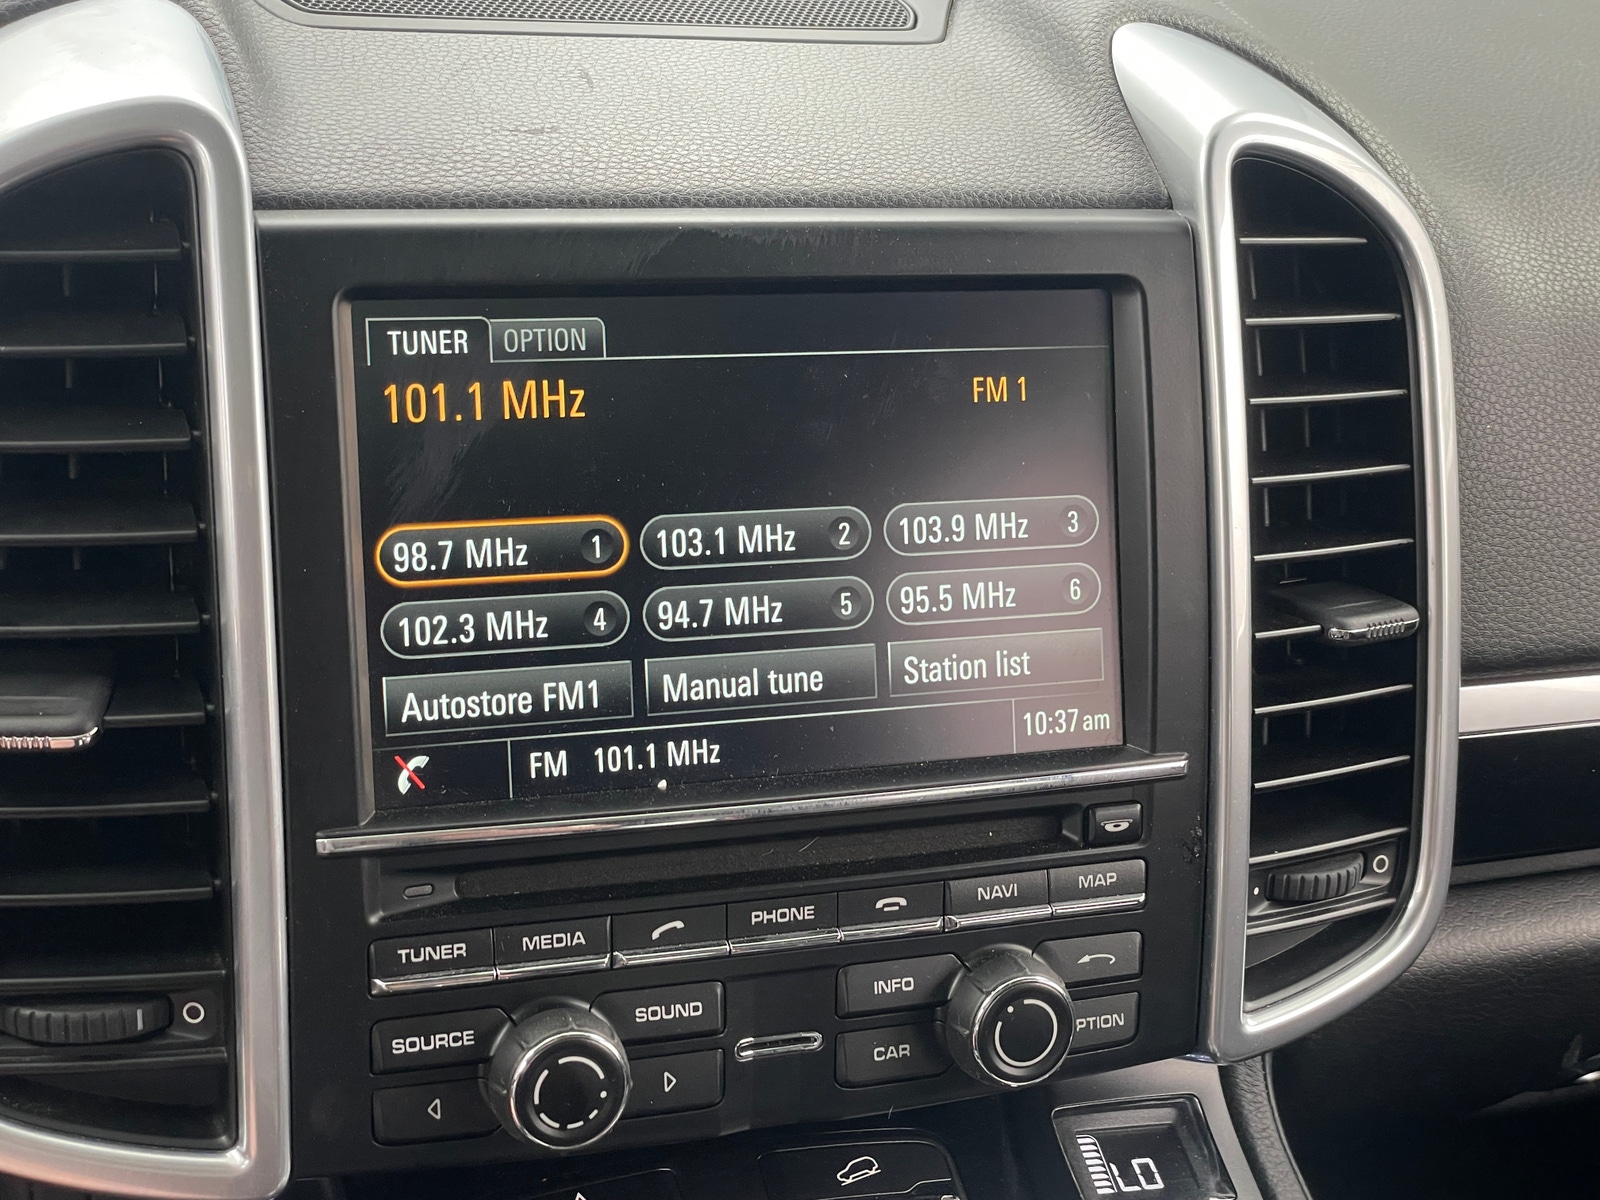 TUNER OPTION
101.1 MHz FM 1
98.7 MHz 1 103.1 MHz 2 103.9 MHz 3
102.3 MHz 4 94.7 MHz 5 95.5 MHz 6
Autostore FM1 Manual tune Station list
FM 101.1 MHz 10:37 am
TUNER MEDIA PHONE NAVI MAP
SOURCE SOUND INFO PTION
CAR
LO